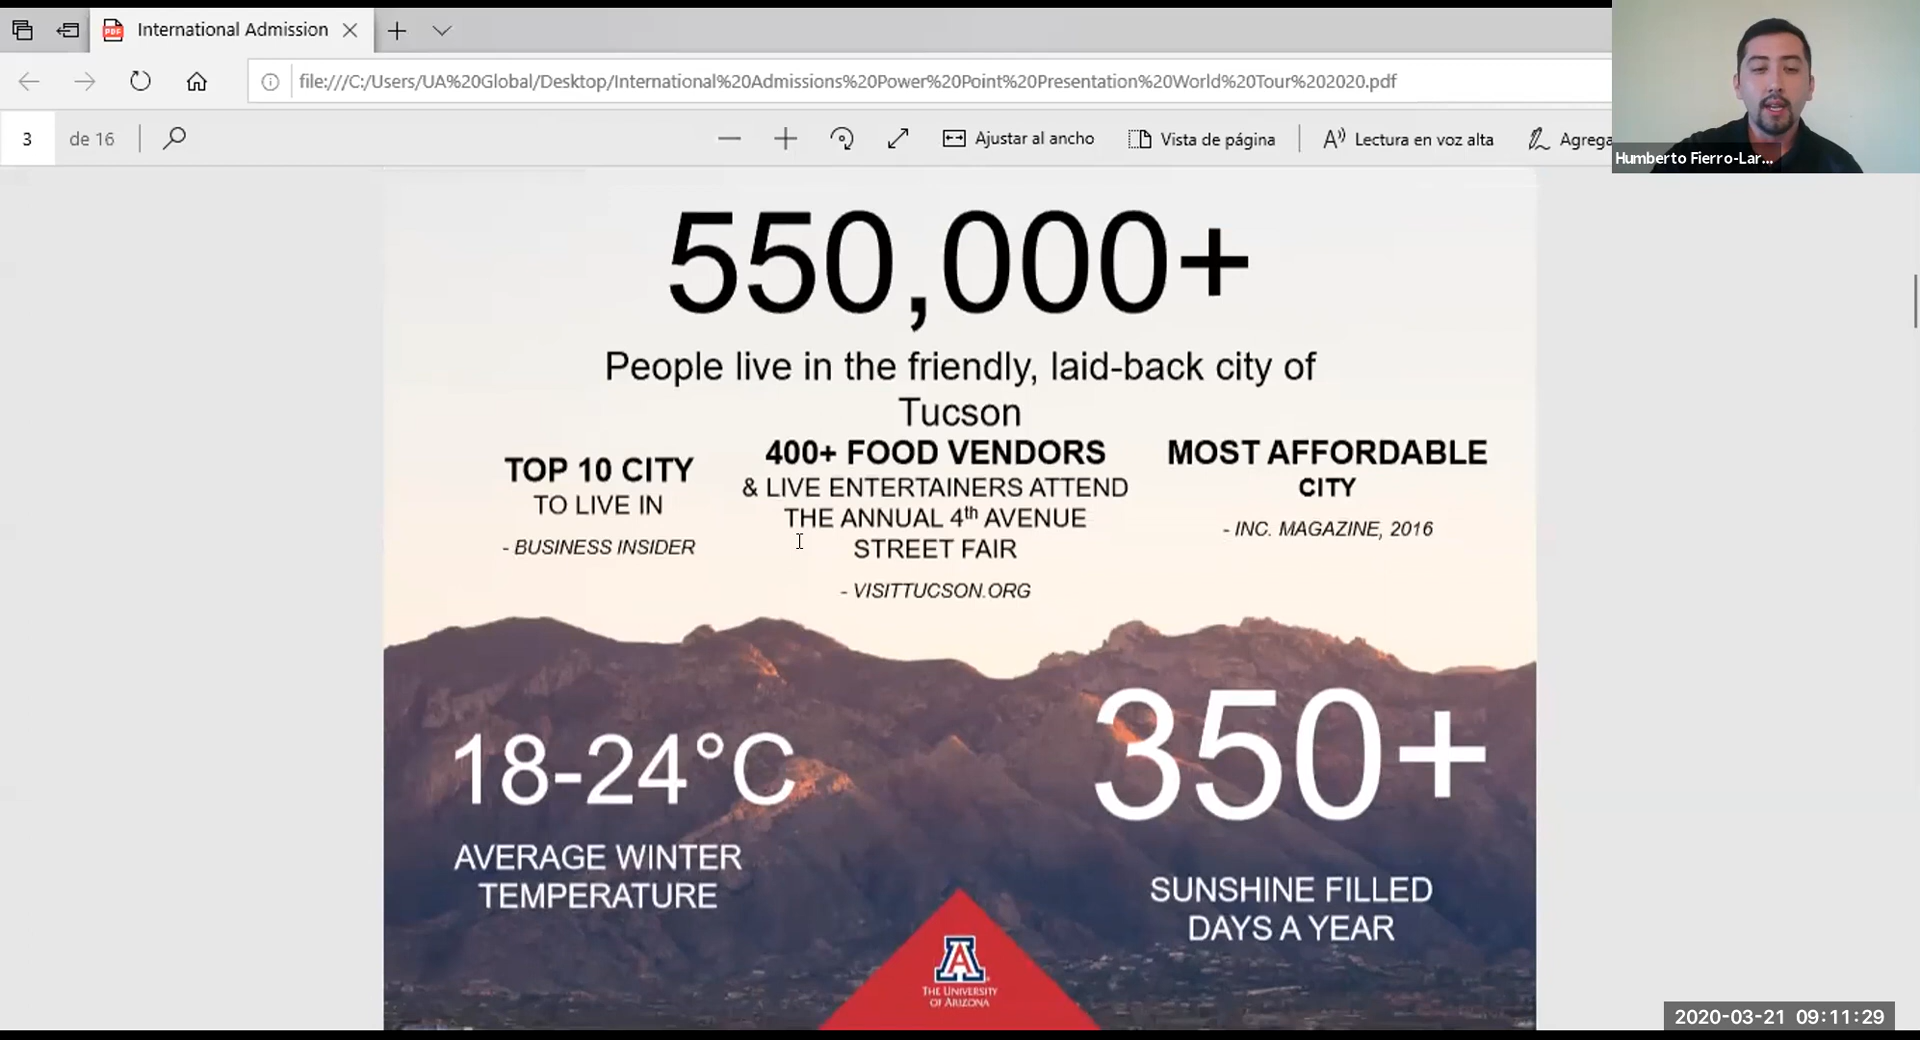 International Admission
file:///C:/Users/UA%20Global/Desktop/International%20Admissions%20Power%20Point%20Presentation%20World%20Tour%202020.pdf
3 de 16
Ajustar al ancho
Vista de página
Lectura en voz alta
Agrega
Humberto Fierro-Lar...
550,000+
People live in the friendly, laid-back city of
Tucson
TOP 10 CITY
TO LIVE IN
- BUSINESS INSIDER
400+ FOOD VENDORS
& LIVE ENTERTAINERS ATTEND
THE ANNUAL 4th AVENUE
STREET FAIR
- VISITTUCSON.ORG
MOST AFFORDABLE
CITY
- INC. MAGAZINE, 2016
18-24°C
AVERAGE WINTER
TEMPERATURE
350+
SUNSHINE FILLED
DAYS A YEAR
A
THE UNIVERSITY
OF ARIZONA
2020-03-21 09:11:29